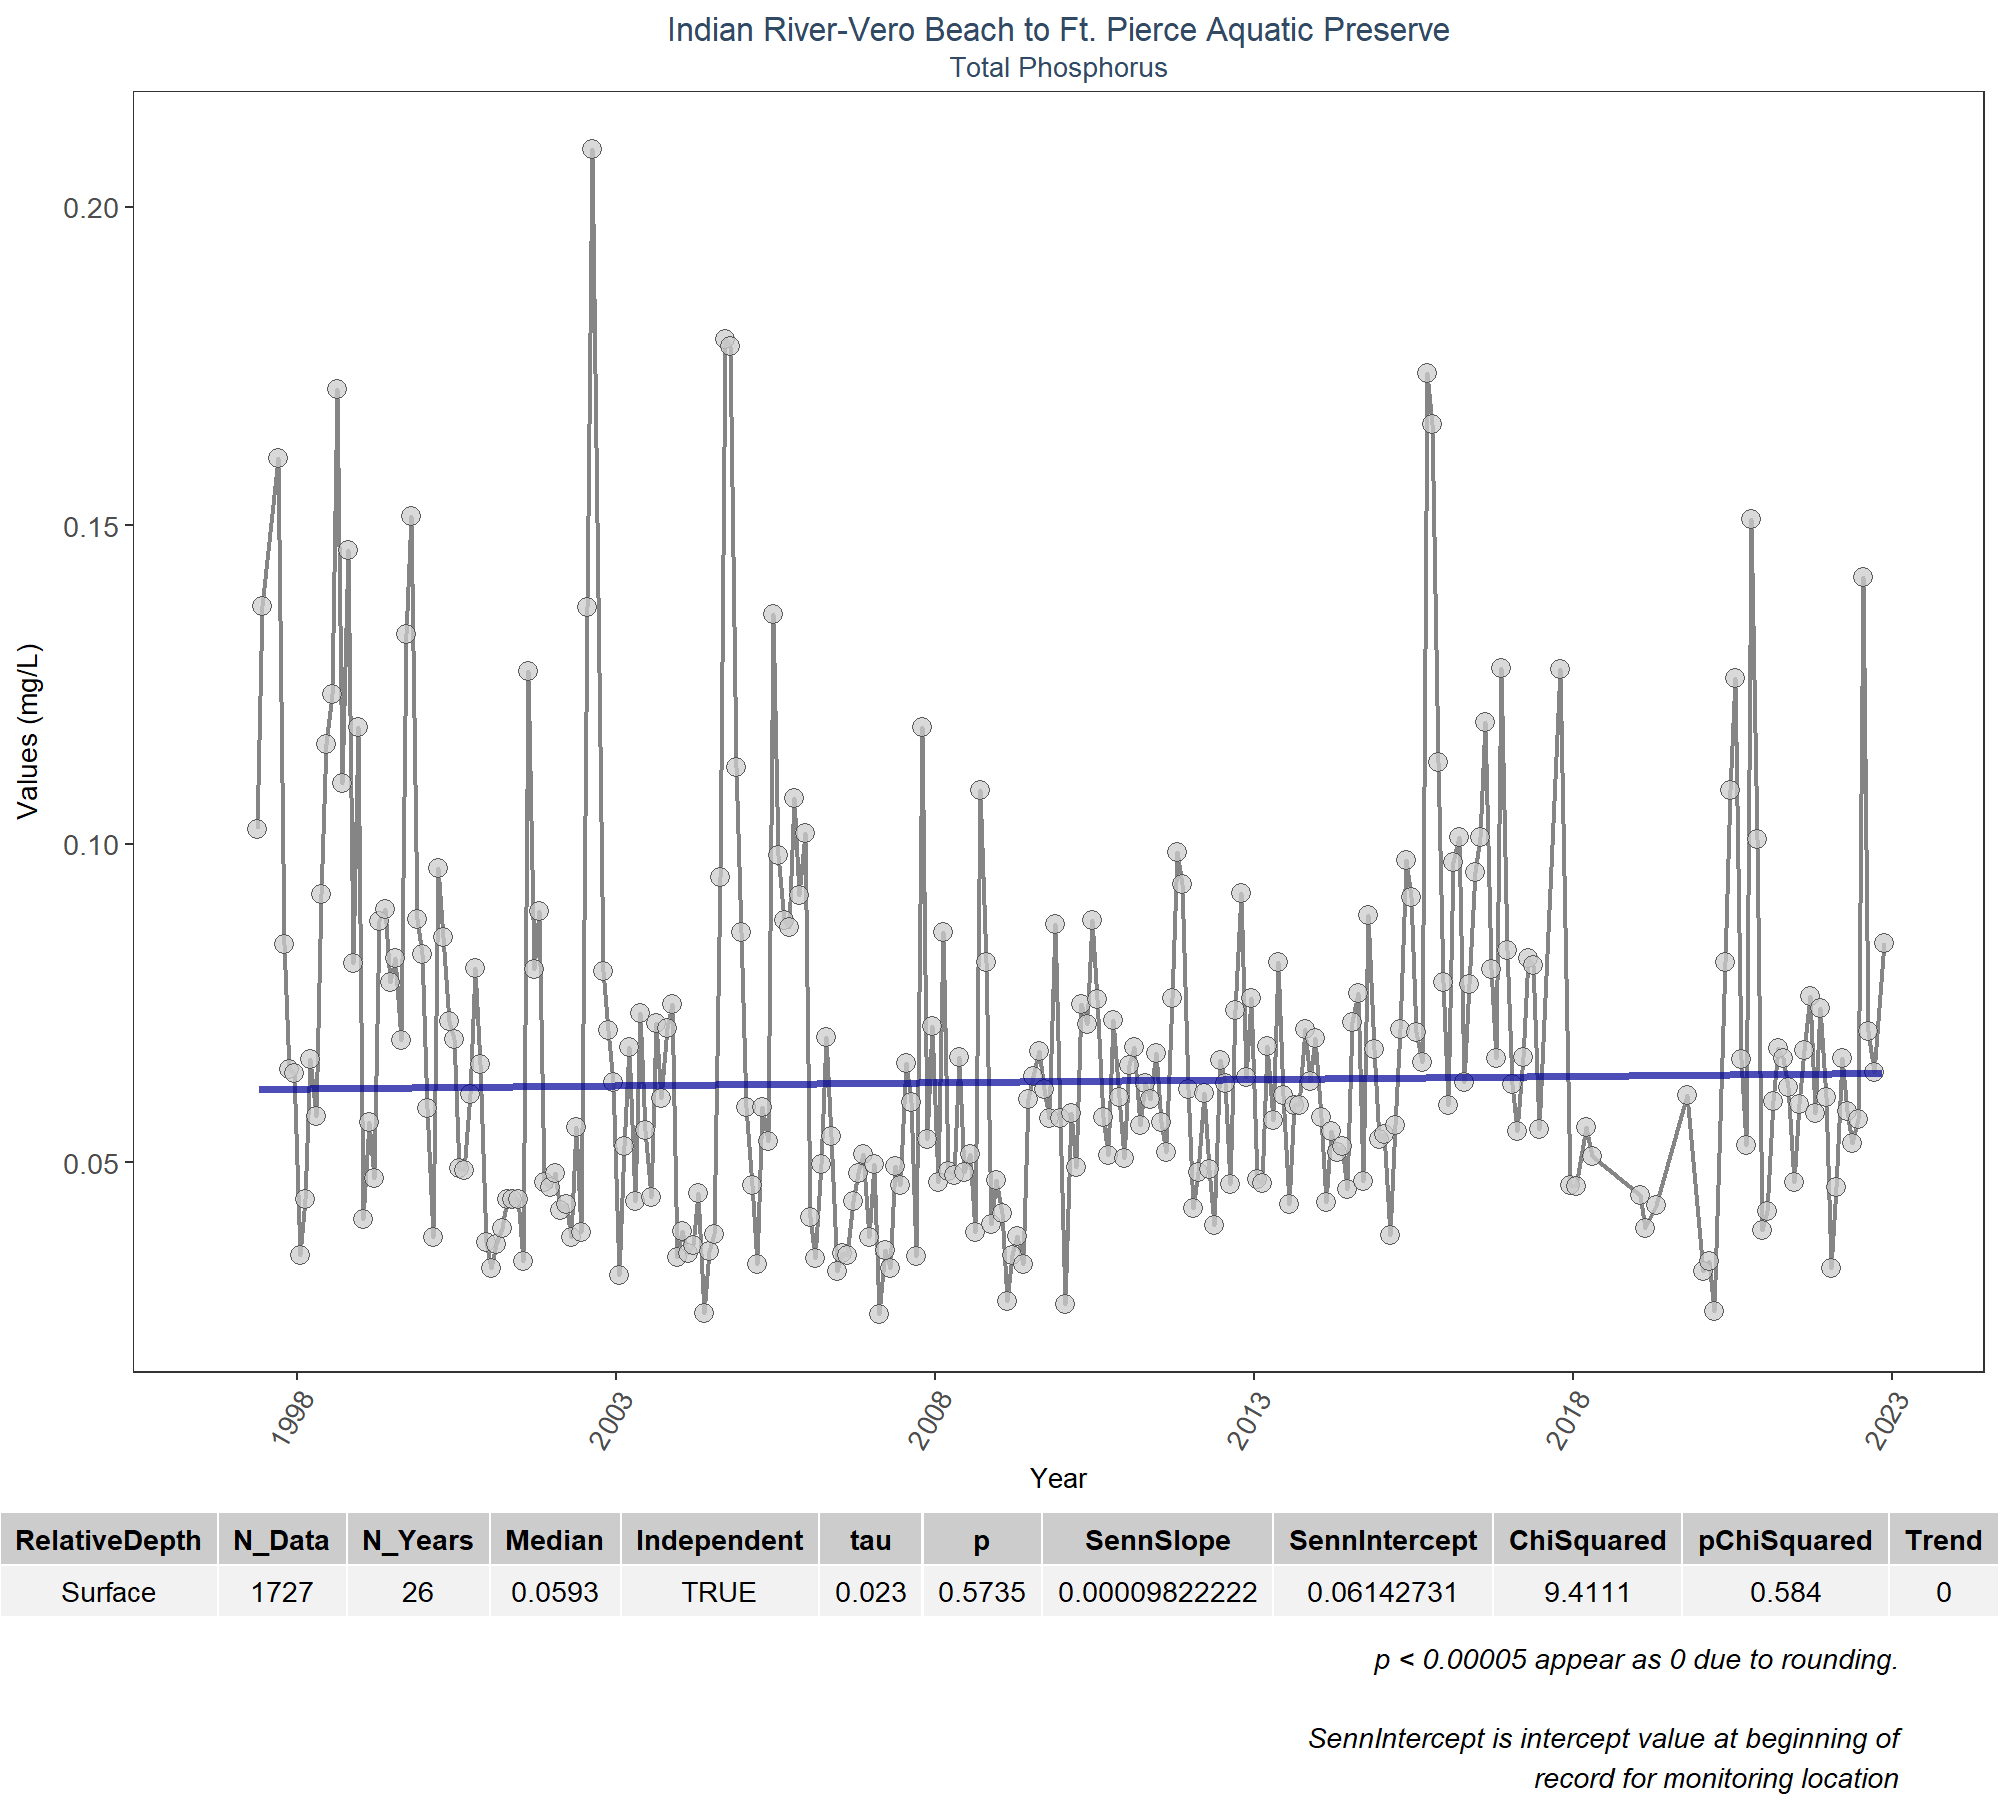 Indian River-Vero Beach to Ft. Pierce Aquatic Preserve
Total Phosphorus
0.20
0.15
0.10
0.05
Values (mg/L)
1998 2003 2008 2013 2018 2023
Year
RelativeDepth N_Data N_Years Median Independent tau p SennSlope SennIntercept ChiSquared pChiSquared Trend
Surface 1727 26 0.0593 TRUE 0.023 0.5735 0.00009822222 0.06142731 9.4111 0.584 0
p < 0.00005 appear as 0 due to rounding.
SennIntercept is intercept value at beginning of
record for monitoring location